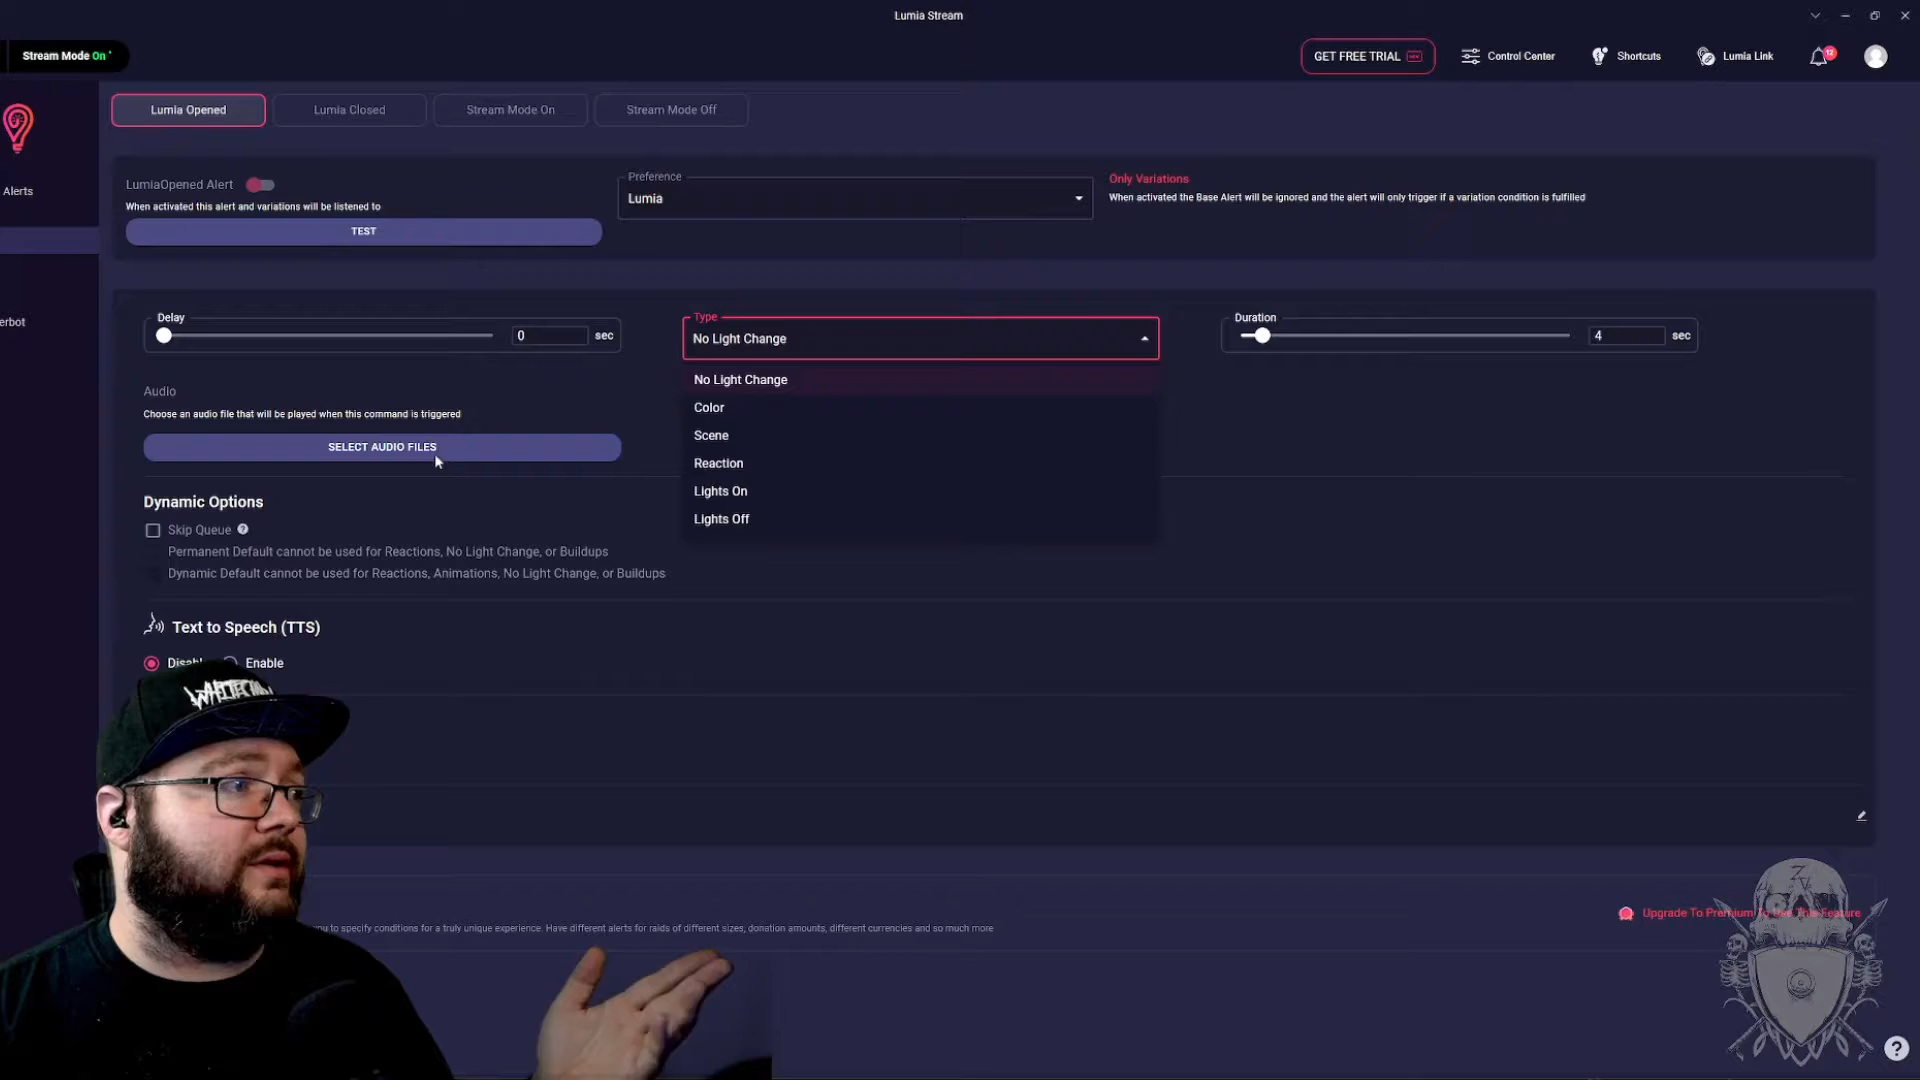 Lumia Stream
Stream Mode On
GET FREE TRIAL NEW
Control Center
Shortcuts
Lumia Link
12
Lumia Opened
Lumia Closed
Stream Mode On
Stream Mode Off
Alerts
LumiaOpened Alert
When activated this alert and variations will be listened to
TEST
Preference
Lumia
Only Variations
When activated the Base Alert will be ignored and the alert will only trigger if a variation condition is fulfilled
erbot
Delay
0 sec
Type
No Light Change
Duration
4 sec
No Light Change
Color
Scene
Reaction
Lights On
Lights Off
Audio
Choose an audio file that will be played when this command is triggered
SELECT AUDIO FILES
Dynamic Options
Skip Queue ?
Permanent Default cannot be used for Reactions, No Light Change, or Buildups
Dynamic Default cannot be used for Reactions, Animations, No Light Change, or Buildups
Text to Speech (TTS)
Disabl Enable
Upgrade To Premium To Use This Feature
u to specify conditions for a truly unique experience. Have different alerts for raids of different sizes, donation amounts, different currencies and so much more
?